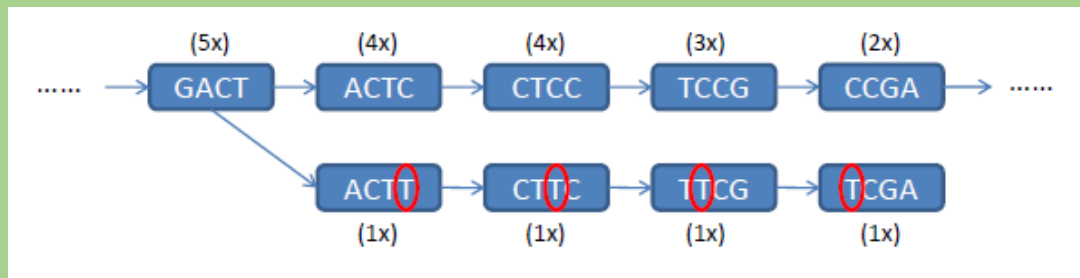 (5x) (4x) (4x) (3x) (2x)
...... GACT ACTC CTCC TCCG CCGA ......
ACTT CTTC TTCG TCGA
(1x) (1x) (1x) (1x)